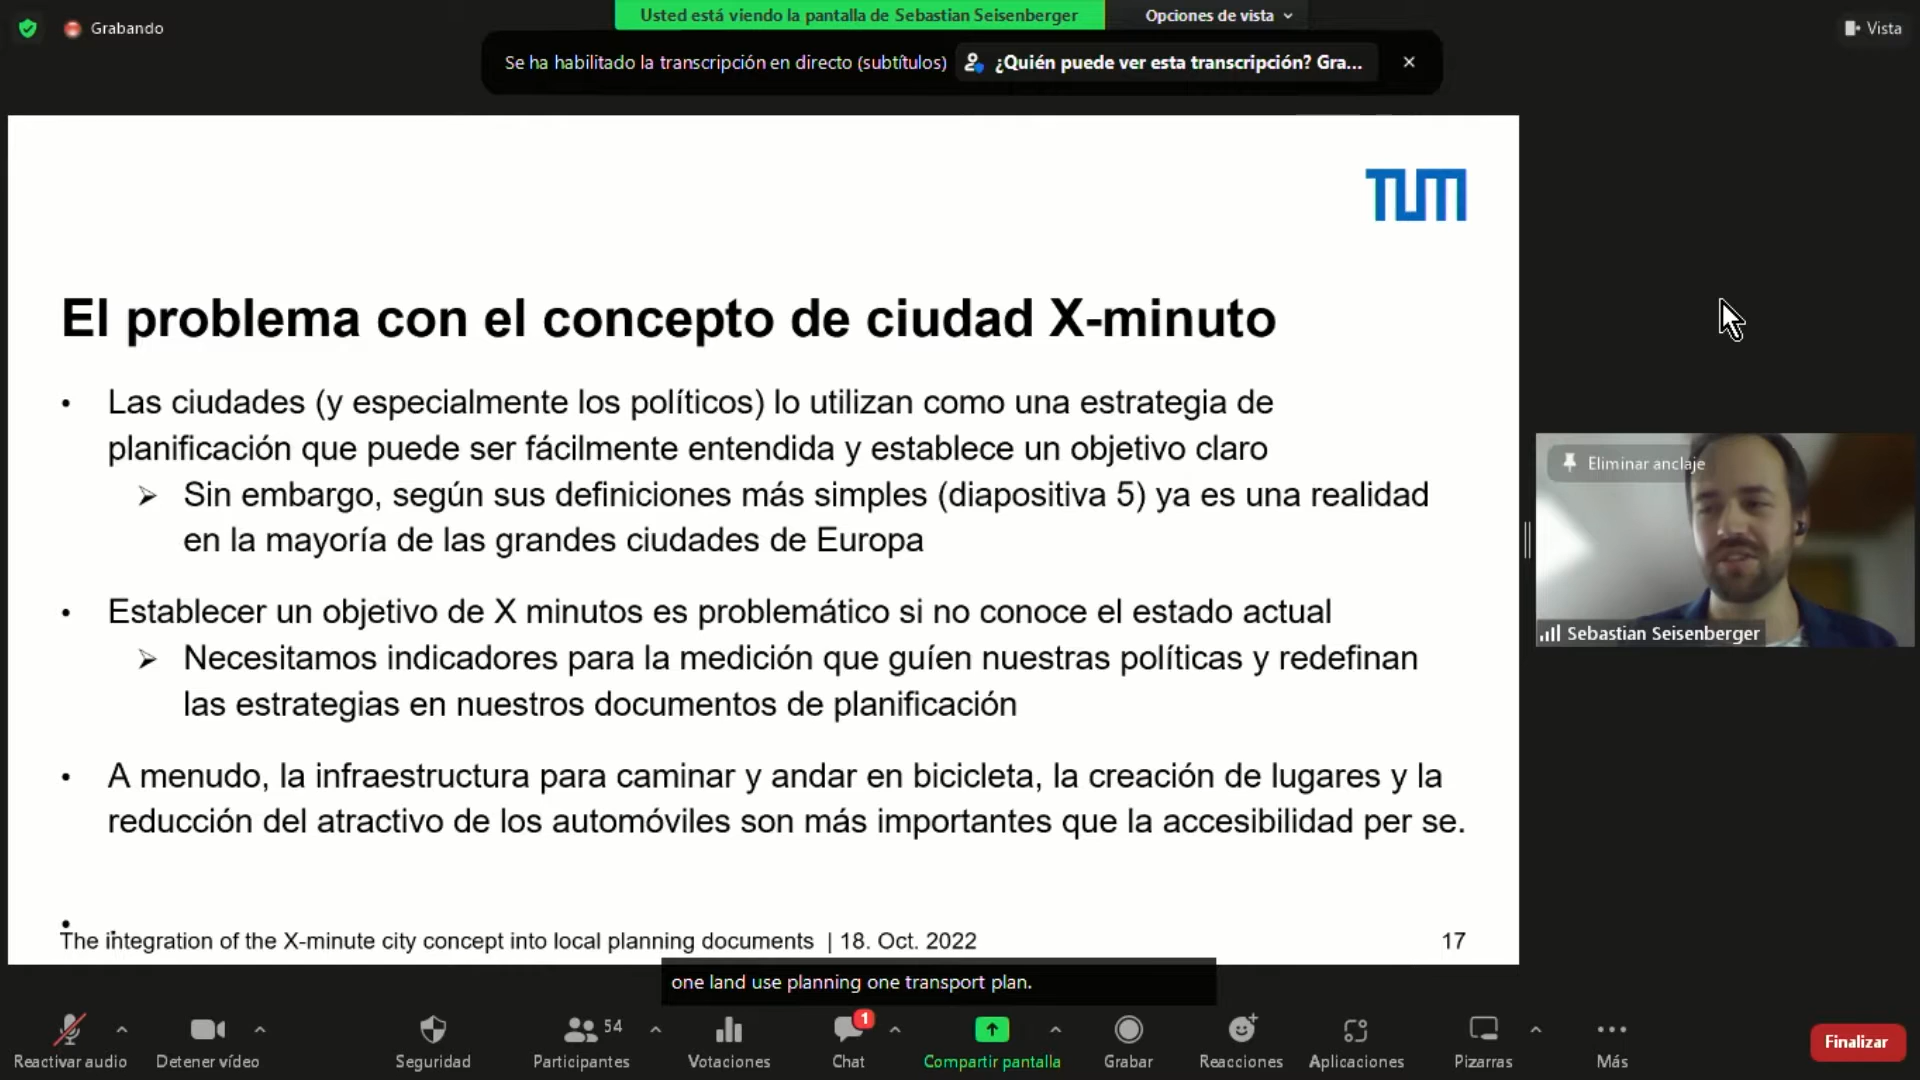 Usted está viendo la pantalla de Sebastian Seisenberger
Opciones de vista
Grabando
Vista
Se ha habilitado la transcripción en directo (subtítulos)
¿Quién puede ver esta transcripción? Gra...
TUM
El problema con el concepto de ciudad X-minuto
• Las ciudades (y especialmente los políticos) lo utilizan como una estrategia de
planificación que puede ser fácilmente entendida y establece un objetivo claro
➢ Sin embargo, según sus definiciones más simples (diapositiva 5) ya es una realidad
en la mayoría de las grandes ciudades de Europa
• Establecer un objetivo de X minutos es problemático si no conoce el estado actual
➢ Necesitamos indicadores para la medición que guíen nuestras políticas y redefinan
las estrategias en nuestros documentos de planificación
• A menudo, la infraestructura para caminar y andar en bicicleta, la creación de lugares y la
reducción del atractivo de los automóviles son más importantes que la accesibilidad per se.
The integration of the X-minute city concept into local planning documents | 18. Oct. 2022
17
Eliminar anclaje
Sebastian Seisenberger
one land use planning one transport plan.
Reactivar audio
Detener vídeo
Seguridad
54
Participantes
Votaciones
1
Chat
Compartir pantalla
Grabar
Reacciones
Aplicaciones
Pizarras
Más
Finalizar